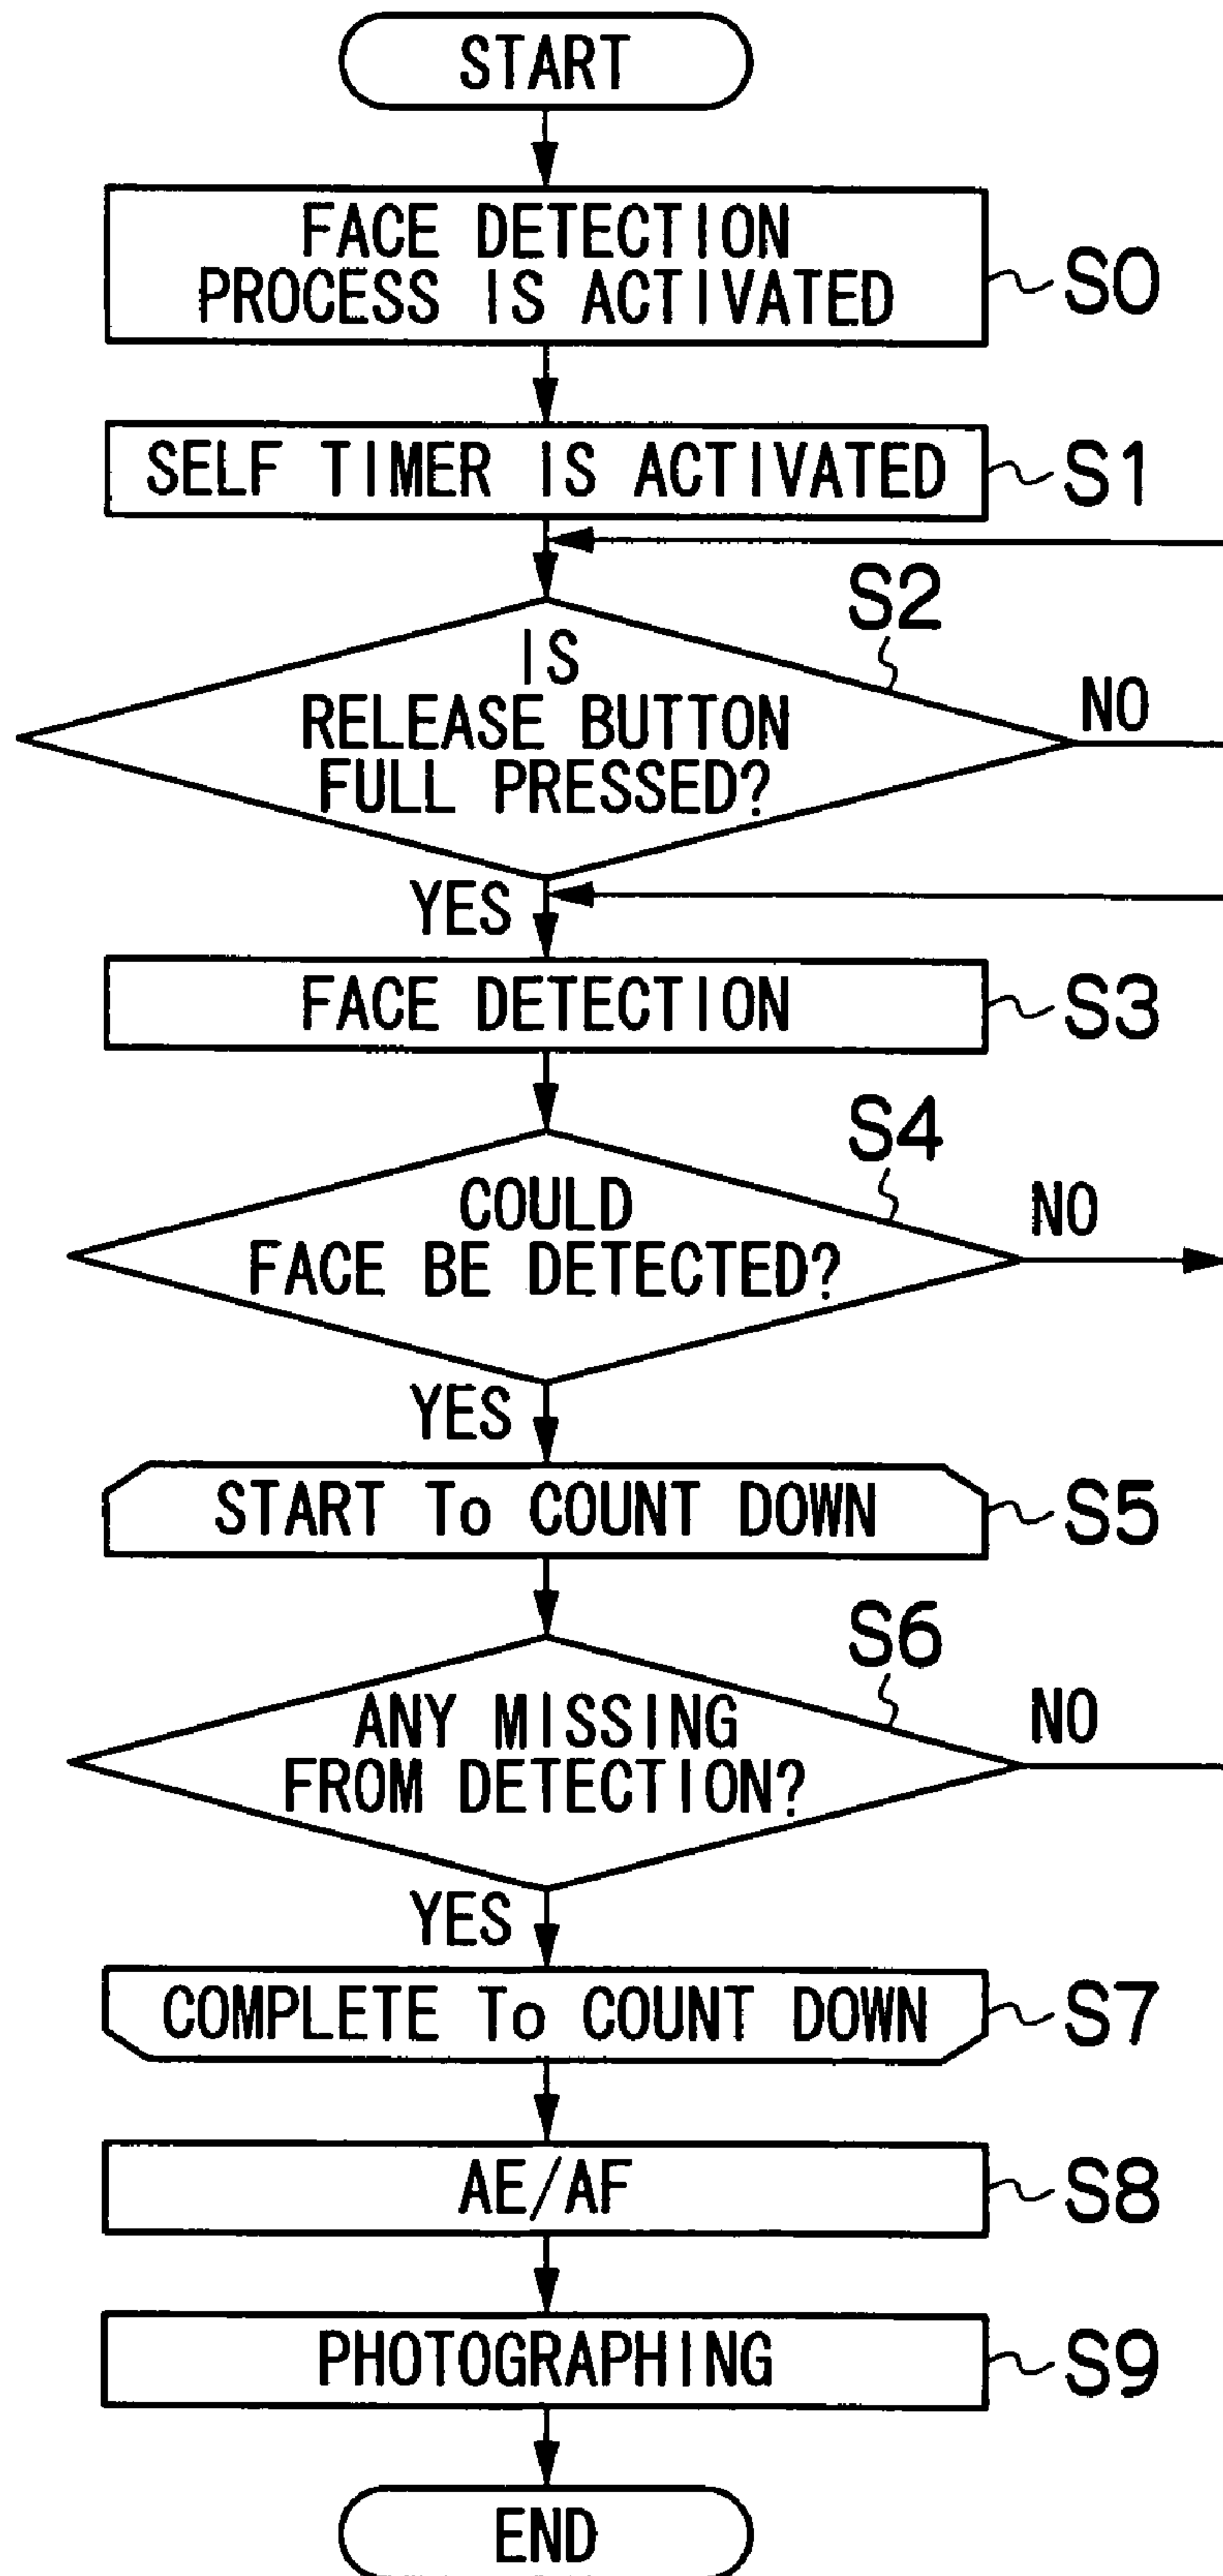 START
FACE DETECTION
PROCESS IS ACTIVATED
S0
SELF TIMER IS ACTIVATED
S1
S2
IS
RELEASE BUTTON
FULL PRESSED?
NO
YES
FACE DETECTION
S3
S4
COULD
FACE BE DETECTED?
NO
YES
START To COUNT DOWN
S5
S6
ANY MISSING
FROM DETECTION?
NO
YES
COMPLETE To COUNT DOWN
S7
AE/AF
S8
PHOTOGRAPHING
S9
END